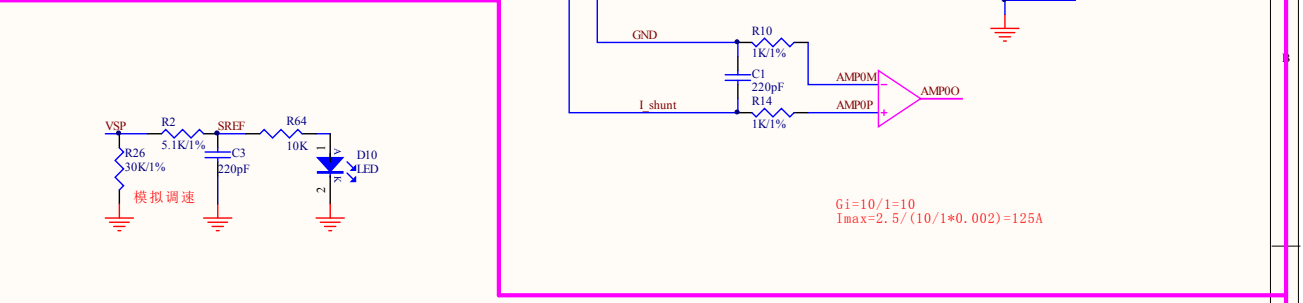 GND
R10
1K/1%
C1
220pF
AMP0M
AMP0O
I_shunt
R14
AMP0P
1K/1%
VSP
R2
5.1K/1%
SREF
R64
10K
R26
30K/1%
C3
220pF
1
A
D10
LED
K
2
模拟调速
Gi=10/1=10
Imax=2.5/(10/1*0.002)=125A